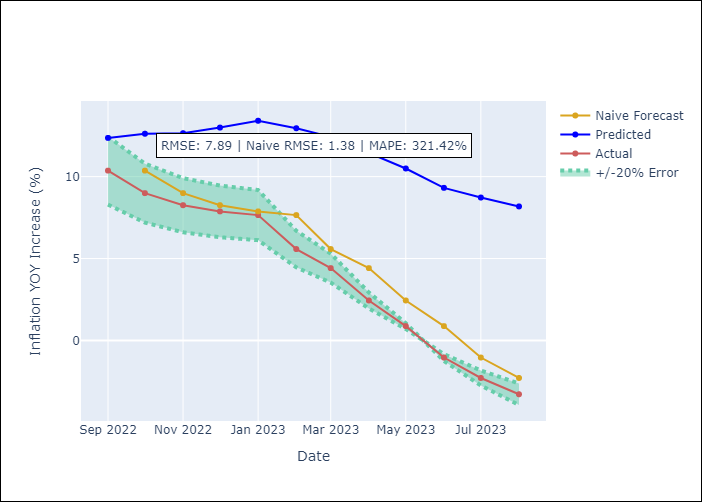 Naive Forecast
Predicted
Actual
+/-20% Error
RMSE: 7.89 | Naive RMSE: 1.38 | MAPE: 321.42%
Inflation YOY Increase (%)
10
5
0
Sep 2022
Nov 2022
Jan 2023
Mar 2023
May 2023
Jul 2023
Date